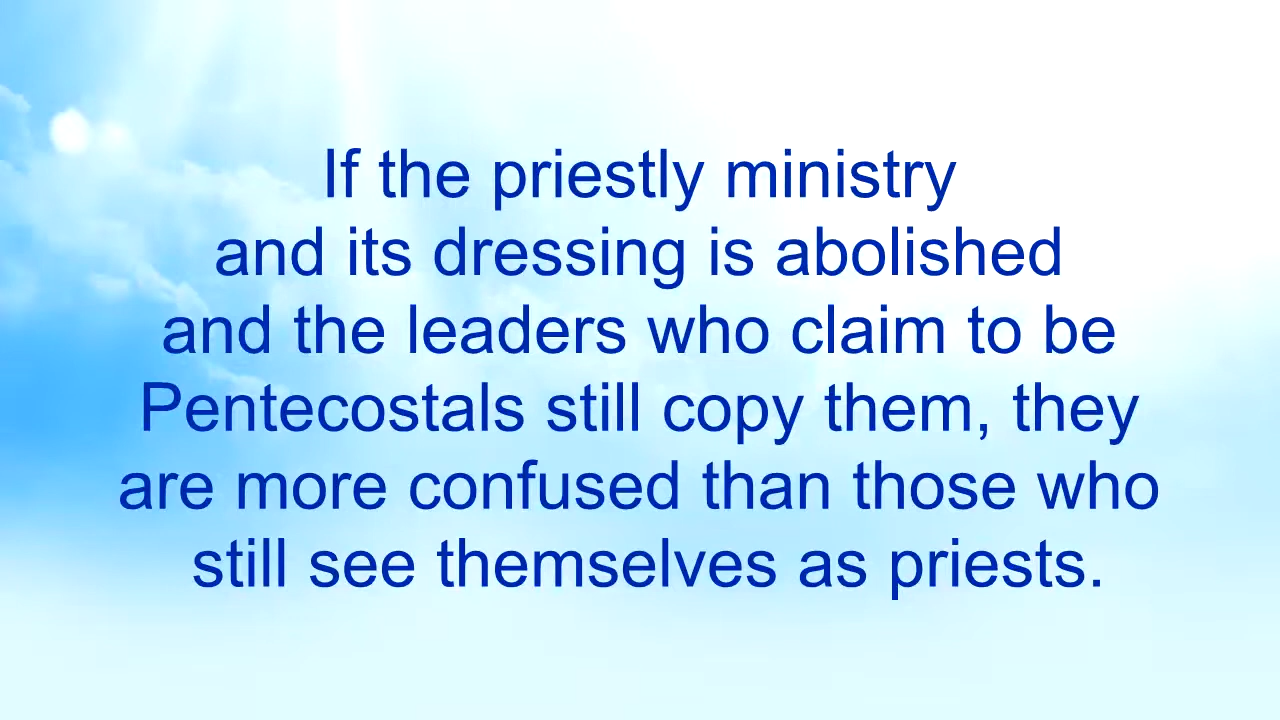 If the priestly ministry
and its dressing is abolished
and the leaders who claim to be
Pentecostals still copy them, they
are more confused than those who
still see themselves as priests.